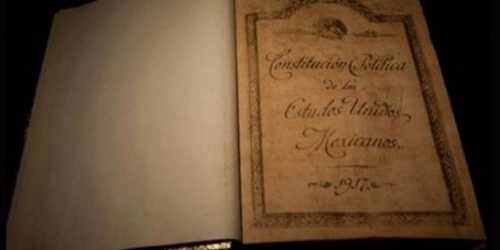 Constitución Política
de los
Estados Unidos
Mexicanos.
1917.